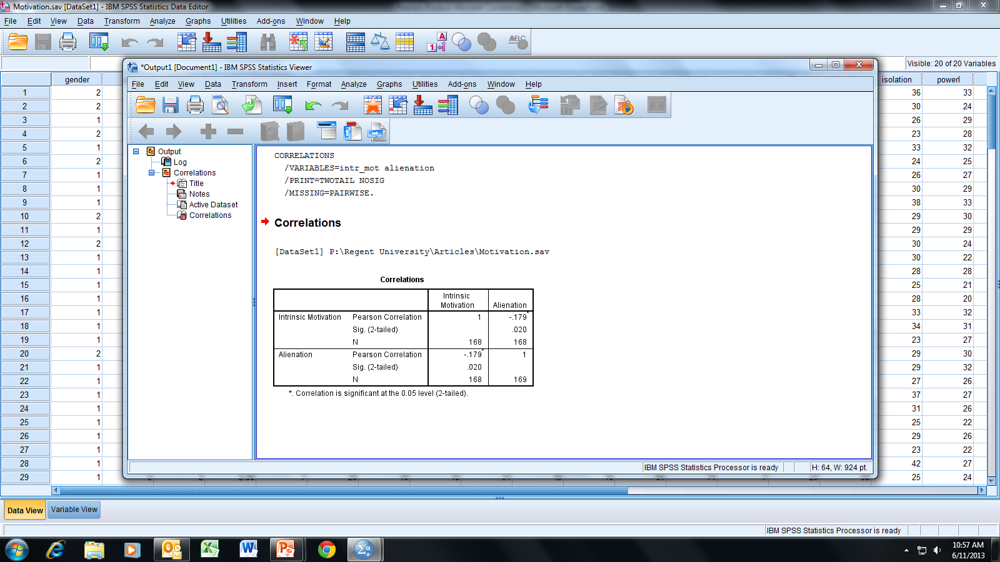 Motivation.sav [DataSet1] - IBM SPSS Statistics Data Editor
File Edit View Data Transform Analyze Graphs Utilities Add-ons Window Help
Visible: 20 of 20 Variables
*Output1 [Document1] - IBM SPSS Statistics Viewer
File Edit View Data Transform Insert Format Analyze Graphs Utilities Add-ons Window Help
Output
Log
Correlations
Title
Notes
Active Dataset
Correlations
CORRELATIONS
/VARIABLES=intr_mot alienation
/PRINT=TWOTAIL NOSIG
/MISSING=PAIRWISE.
Correlations
[DataSet1] P:\Regent University\Articles\Motivation.sav
Correlations
Intrinsic Motivation Alienation
Intrinsic Motivation Pearson Correlation 1 -.179*
Sig. (2-tailed) .020
N 168 168
Alienation Pearson Correlation -.179* 1
Sig. (2-tailed) .020
N 168 169
*. Correlation is significant at the 0.05 level (2-tailed).
IBM SPSS Statistics Processor is ready H: 64, W: 924 pt.
gender isolation powerl
1 2 36 33
2 2 30 24
3 1 26 29
4 2 23 28
5 1 33 32
6 2 24 25
7 1 26 27
8 1 30 29
9 1 38 33
10 2 29 30
11 1 29 29
12 2 30 24
13 1 30 22
14 1 28 28
15 1 25 21
16 1 28 20
17 1 33 32
18 1 34 31
19 1 23 27
20 2 29 30
21 1 29 32
22 1 27 26
23 1 37 27
24 1 31 26
25 1 25 22
26 1 29 26
27 1 23 22
28 1 42 27
29 1 25 24
Data View Variable View
IBM SPSS Statistics Processor is ready
10:57 AM
6/11/2013